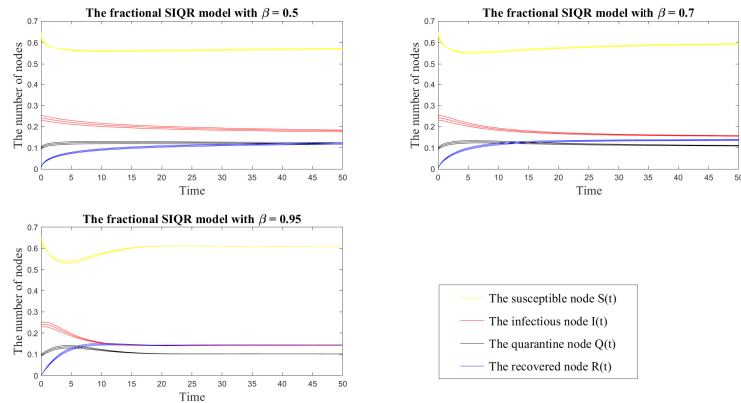 The fractional SIQR model with β = 0.5
The number of nodes
0.7
0.6
0.5
0.4
0.3
0.2
0.1
0
0 5 10 15 20 25 30 35 40 45 50
Time
The fractional SIQR model with β = 0.7
The number of nodes
0.7
0.6
0.5
0.4
0.3
0.2
0.1
0
0 5 10 15 20 25 30 35 40 45 50
Time
The fractional SIQR model with β = 0.95
The number of nodes
0.7
0.6
0.5
0.4
0.3
0.2
0.1
0
0 5 10 15 20 25 30 35 40 45 50
Time
The susceptible node S(t)
The infectious node I(t)
The quarantine node Q(t)
The recovered node R(t)